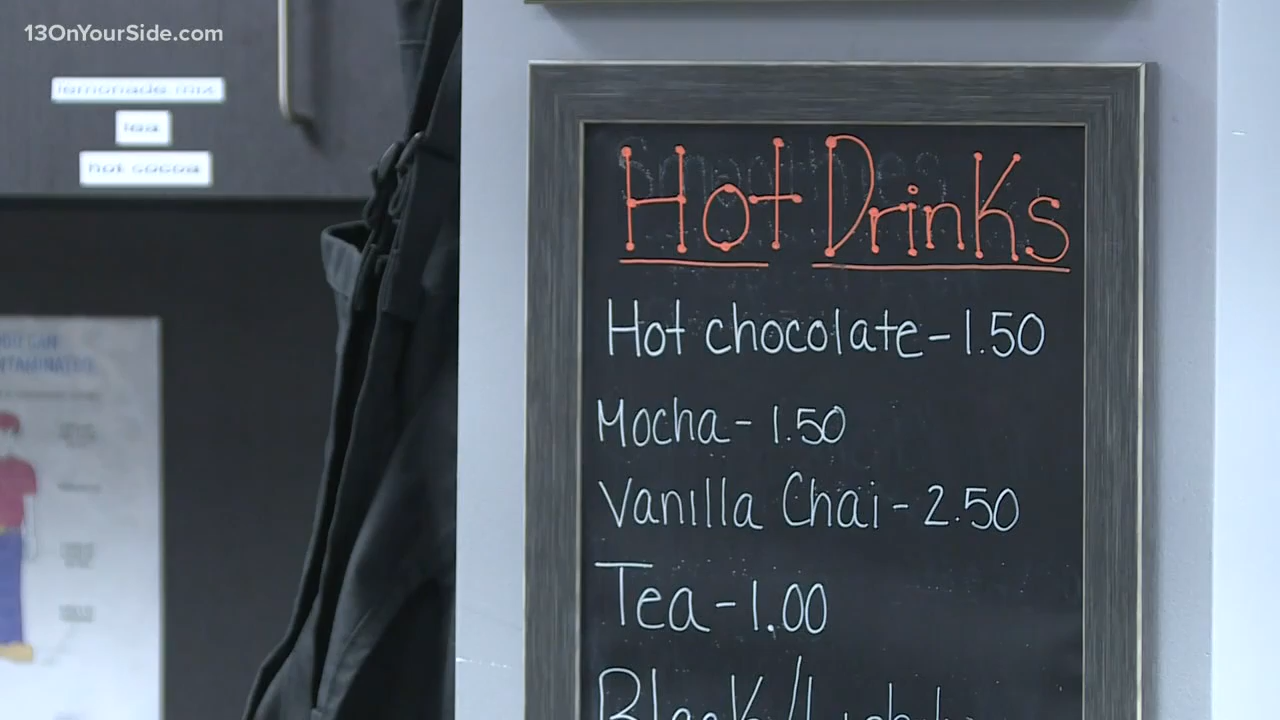 13OnYourSide.com
lemonade mix
tea
hot cocoa
Hot Drinks
Hot chocolate - 1.50
Mocha - 1.50
Vanilla Chai - 2.50
Tea - 1.00